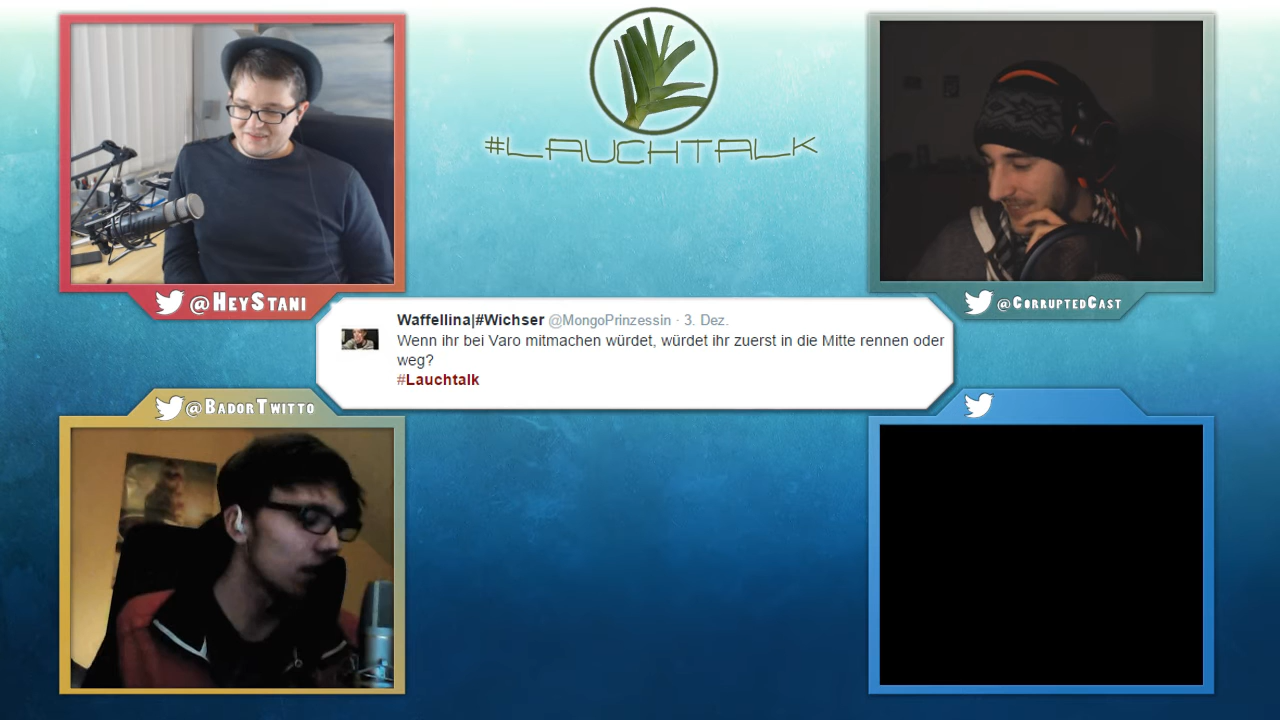 #LAUCHTALK
@HeyStani
@CorruptedCast
Waffellina|#Wichser @MongoPrinzessin · 3. Dez.
Wenn ihr bei Varo mitmachen würdet, würdet ihr zuerst in die Mitte rennen oder
weg?
#Lauchtalk
@BadorTwitto